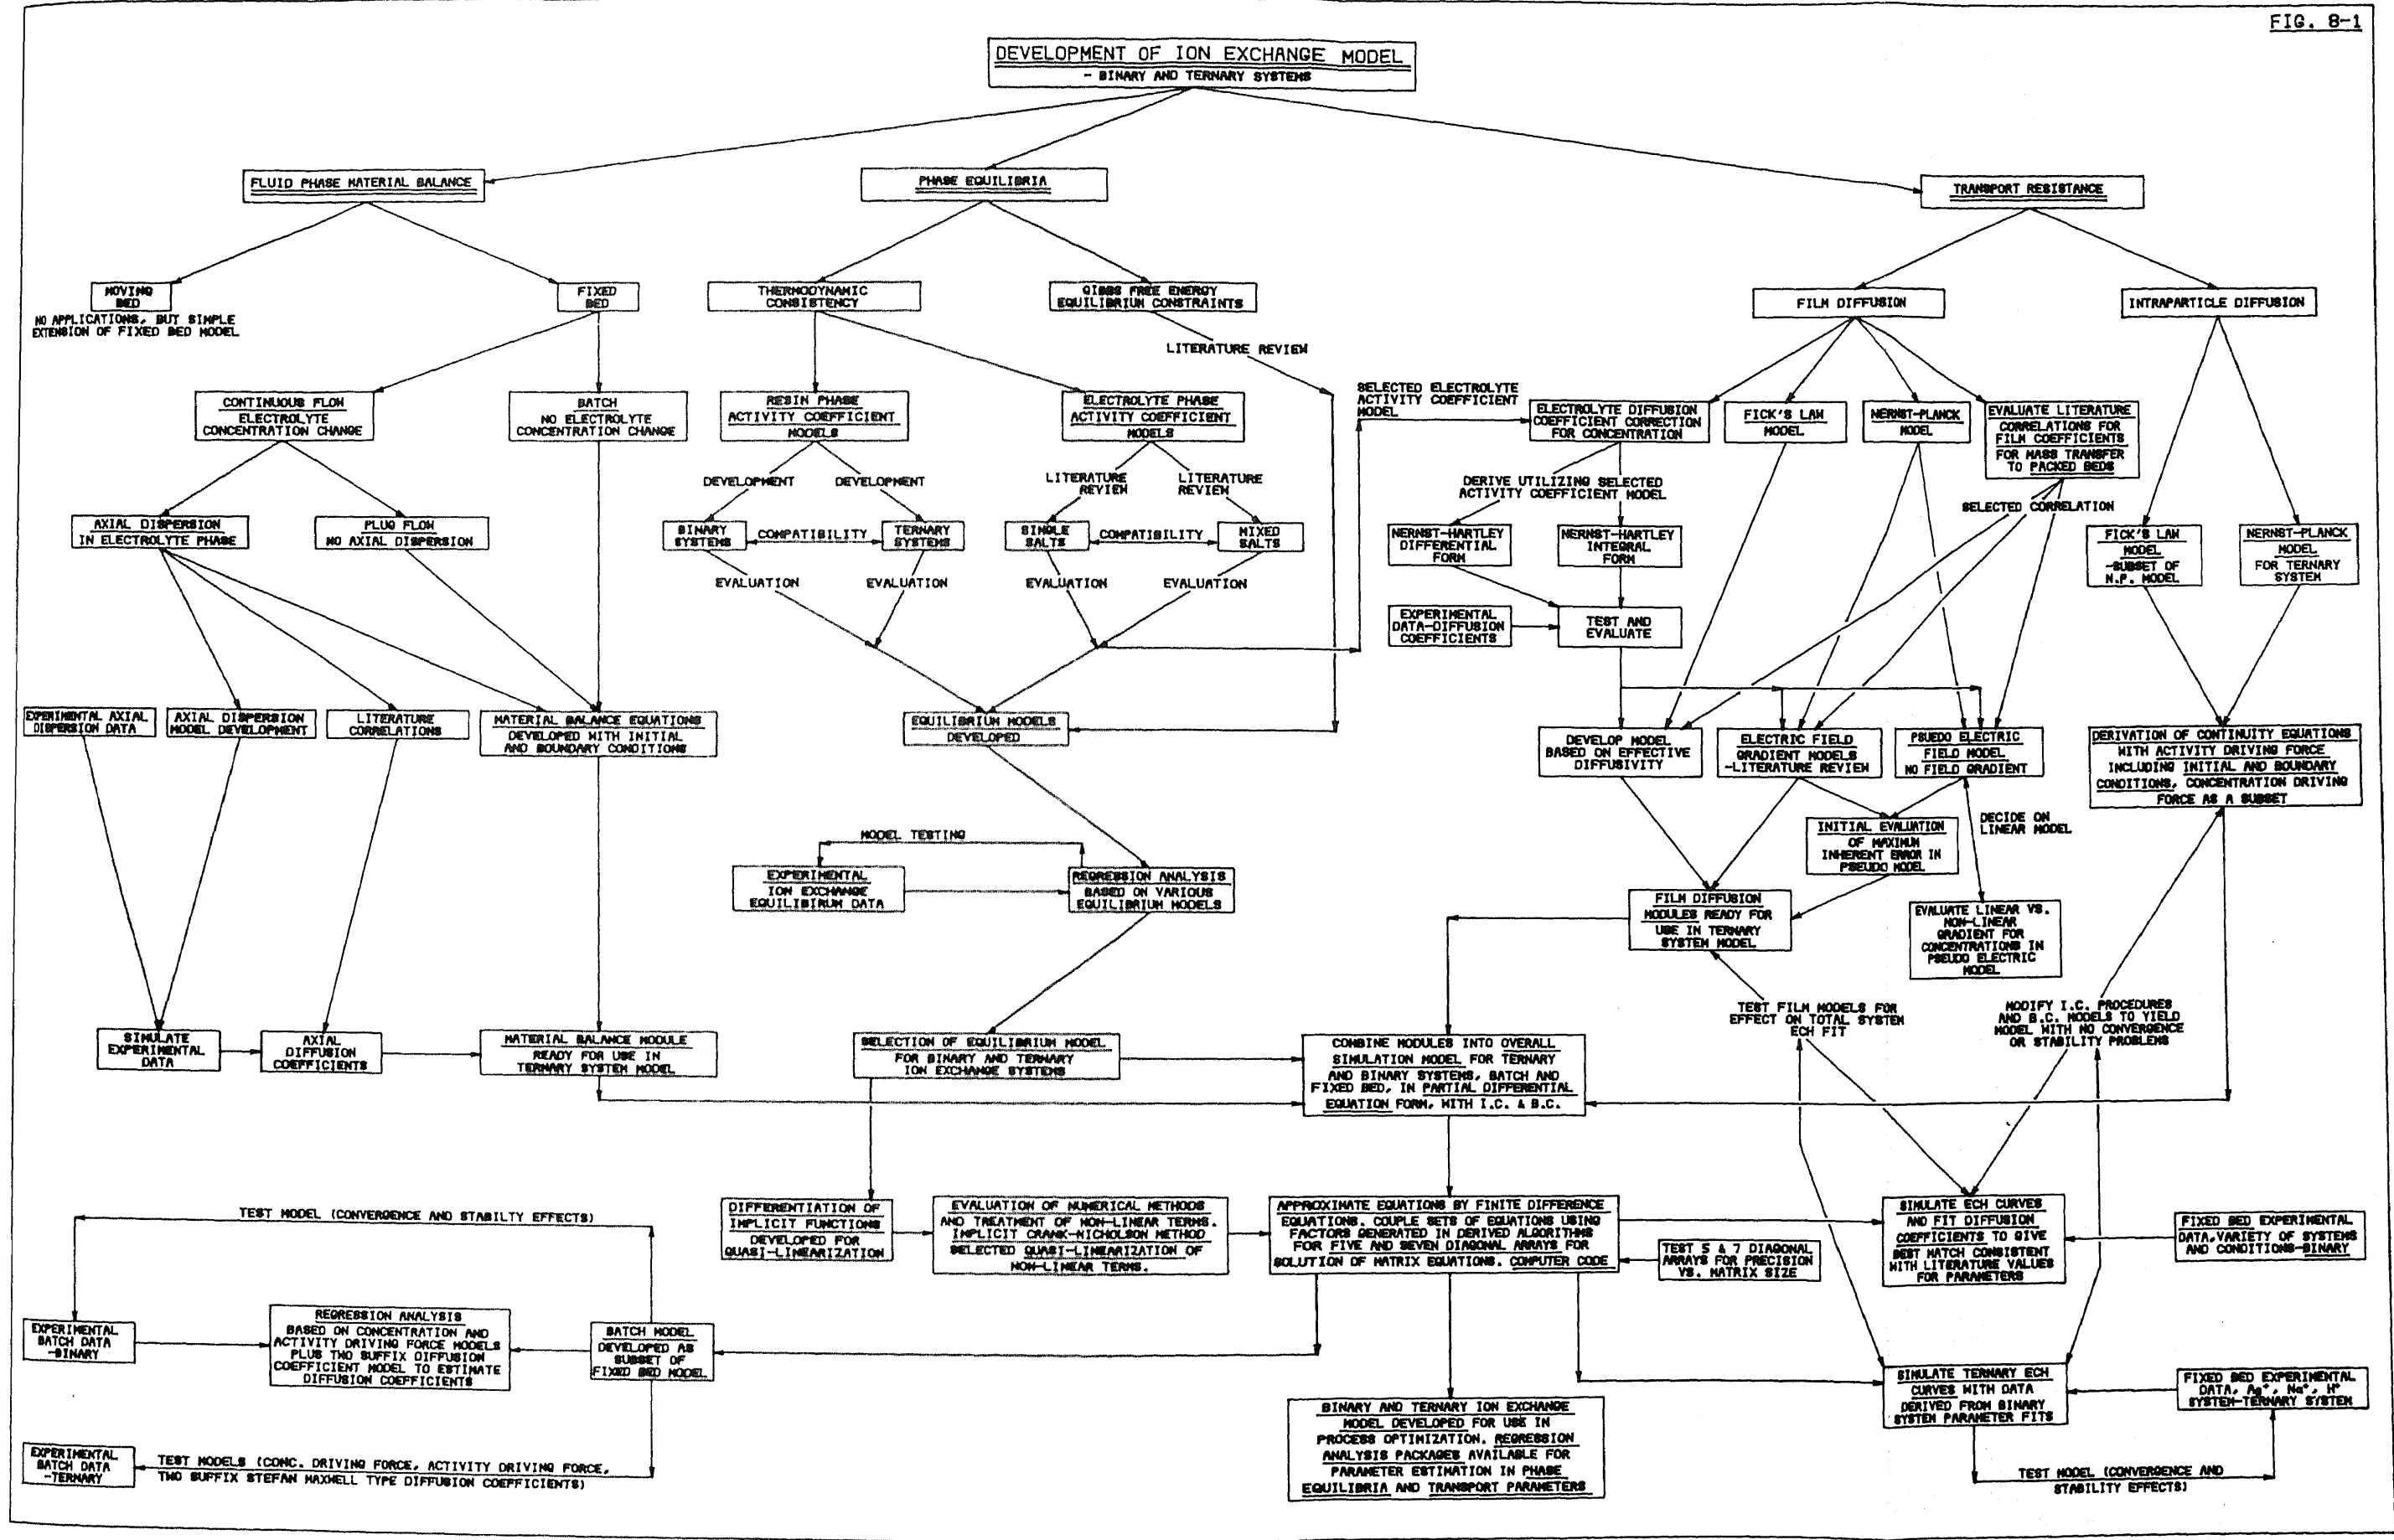 FIG. 8-1
DEVELOPMENT OF ION EXCHANGE MODEL
- BINARY AND TERNARY SYSTEMS
FLUID PHASE MATERIAL BALANCE
PHASE EQUILIBRIA
TRANSPORT RESISTANCE
MOVING
BED
NO APPLICATIONS, BUT SIMPLE
EXTENSION OF FIXED BED MODEL
FIXED
BED
THERMODYNAMIC
CONSISTENCY
GIBBS FREE ENERGY
EQUILIBRIUM CONSTRAINTS
LITERATURE REVIEW
FILM DIFFUSION
INTRAPARTICLE DIFFUSION
CONTINUOUS FLOW
ELECTROLYTE
CONCENTRATION CHANGE
BATCH
NO ELECTROLYTE
CONCENTRATION CHANGE
RESIN PHASE
ACTIVITY COEFFICIENT
MODELS
ELECTROLYTE PHASE
ACTIVITY COEFFICIENT
MODELS
SELECTED ELECTROLYTE
ACTIVITY COEFFICIENT
MODEL
ELECTROLYTE DIFFUSION
COEFFICIENT CORRECTION
FOR CONCENTRATION
FICK'S LAW
MODEL
NERNST-PLANCK
MODEL
EVALUATE LITERATURE
CORRELATIONS FOR
FILM COEFFICIENTS
FOR MASS TRANSFER
TO PACKED BEDS
DEVELOPMENT
DEVELOPMENT
LITERATURE
REVIEW
LITERATURE
REVIEW
DERIVE UTILIZING SELECTED
ACTIVITY COEFFICIENT MODEL
SELECTED CORRELATION
AXIAL DISPERSION
IN ELECTROLYTE PHASE
PLUG FLOW
NO AXIAL DISPERSION
BINARY
SYSTEMS
COMPATIBILITY
TERNARY
SYSTEMS
SINGLE
SALTS
COMPATIBILITY
MIXED
SALTS
NERNST-HARTLEY
DIFFERENTIAL
FORM
NERNST-HARTLEY
INTEGRAL
FORM
FICK'S LAW
MODEL
-SUBSET OF
N.P. MODEL
NERNST-PLANCK
MODEL
FOR TERNARY
SYSTEM
EVALUATION
EVALUATION
EVALUATION
EVALUATION
EXPERIMENTAL
DATA-DIFFUSION
COEFFICIENTS
TEST AND
EVALUATE
EXPERIMENTAL AXIAL
DISPERSION DATA
AXIAL DISPERSION
MODEL DEVELOPMENT
LITERATURE
CORRELATIONS
MATERIAL BALANCE EQUATIONS
DEVELOPED WITH INITIAL
AND BOUNDARY CONDITIONS
EQUILIBRIUM MODELS
DEVELOPED
DEVELOP MODEL
BASED ON EFFECTIVE
DIFFUSIVITY
ELECTRIC FIELD
GRADIENT MODELS
-LITERATURE REVIEW
PSUEDO ELECTRIC
FIELD MODEL
NO FIELD GRADIENT
DERIVATION OF CONTINUITY EQUATIONS
WITH ACTIVITY DRIVING FORCE
INCLUDING INITIAL AND BOUNDARY
CONDITIONS, CONCENTRATION DRIVING
FORCE AS A SUBSET
MODEL TESTING
EXPERIMENTAL
ION EXCHANGE
EQUILIBIRUM DATA
REGRESSION ANALYSIS
BASED ON VARIOUS
EQUILIBRIUM MODELS
INITIAL EVALUATION
OF MAXIMUM
INHERENT ERROR IN
PSEUDO MODEL
DECIDE ON
LINEAR MODEL
FILM DIFFUSION
MODULES READY FOR
USE IN TERNARY
SYSTEM MODEL
EVALUATE LINEAR VS.
NON-LINEAR
GRADIENT FOR
CONCENTRATIONS IN
PSEUDO ELECTRIC
MODEL
TEST FILM MODELS FOR
EFFECT ON TOTAL SYSTEM
ECH FIT
MODIFY I.C. PROCEDURES
AND B.C. MODELS TO YIELD
MODEL WITH NO CONVERGENCE
OR STABILITY PROBLEMS
SIMULATE
EXPERIMENTAL
DATA
AXIAL
DIFFUSION
COEFFICIENTS
MATERIAL BALANCE MODULE
READY FOR USE IN
TERNARY SYSTEM MODEL
SELECTION OF EQUILIBRIUM MODEL
FOR BINARY AND TERNARY
ION EXCHANGE SYSTEMS
COMBINE MODULES INTO OVERALL
SIMULATION MODEL FOR TERNARY
AND BINARY SYSTEMS, BATCH AND
FIXED BED, IN PARTIAL DIFFERENTIAL
EQUATION FORM, WITH I.C. & B.C.
TEST MODEL (CONVERGENCE AND STABILTY EFFECTS)
DIFFERENTIATION OF
IMPLICIT FUNCTIONS
DEVELOPED FOR
QUASI-LINEARIZATION
EVALUATION OF NUMERICAL METHODS
AND TREATMENT OF NON-LINEAR TERMS.
IMPLICIT CRANK-NICHOLSON METHOD
SELECTED QUASI-LINEARIZATION OF
NON-LINEAR TERMS.
APPROXIMATE EQUATIONS BY FINITE DIFFERENCE
EQUATIONS. COUPLE SETS OF EQUATIONS USING
FACTORS GENERATED IN DERIVED ALGORITHMS
FOR FIVE AND SEVEN DIAGONAL ARRAYS FOR
SOLUTION OF MATRIX EQUATIONS. COMPUTER CODE
TEST 5 & 7 DIAGONAL
ARRAYS FOR PRECISION
VS. MATRIX SIZE
SIMULATE ECH CURVES
AND FIT DIFFUSION
COEFFICIENTS TO GIVE
BEST MATCH CONSISTENT
WITH LITERATURE VALUES
FOR PARAMETERS
FIXED BED EXPERIMENTAL
DATA, VARIETY OF SYSTEMS
AND CONDITIONS-BINARY
EXPERIMENTAL
BATCH DATA
-BINARY
REGRESSION ANALYSIS
BASED ON CONCENTRATION AND
ACTIVITY DRIVING FORCE MODELS
PLUS TWO SUFFIX DIFFUSION
COEFFICIENT MODEL TO ESTIMATE
DIFFUSION COEFFICIENTS
BATCH MODEL
DEVELOPED AS
SUBSET OF
FIXED BED MODEL
SIMULATE TERNARY ECH
CURVES WITH DATA
DERIVED FROM BINARY
SYSTEM PARAMETER FITS
FIXED BED EXPERIMENTAL
DATA, Ag⁺, Na⁺, H⁺
SYSTEM-TERNARY SYSTEM
BINARY AND TERNARY ION EXCHANGE
MODEL DEVELOPED FOR USE IN
PROCESS OPTIMIZATION. REGRESSION
ANALYSIS PACKAGES AVAILABLE FOR
PARAMETER ESTIMATION IN PHASE
EQUILIBRIA AND TRANSPORT PARAMETERS
EXPERIMENTAL
BATCH DATA
-TERNARY
TEST MODELS (CONC. DRIVING FORCE, ACTIVITY DRIVING FORCE,
TWO SUFFIX STEFAN MAXWELL TYPE DIFFUSION COEFFICIENTS)
TEST MODEL (CONVERGENCE AND
STABILITY EFFECTS)